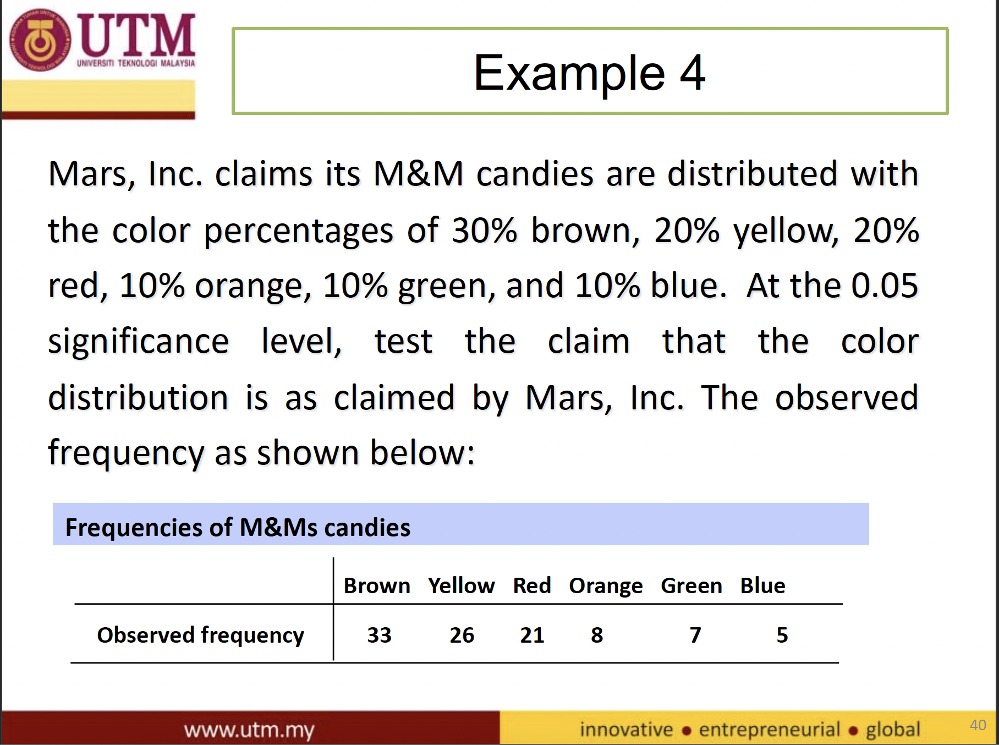 UTM
UNIVERSITI TEKNOLOGI MALAYSIA
Example 4
Mars, Inc. claims its M&M candies are distributed with
the color percentages of 30% brown, 20% yellow, 20%
red, 10% orange, 10% green, and 10% blue. At the 0.05
significance level, test the claim that the color
distribution is as claimed by Mars, Inc. The observed
frequency as shown below:
Frequencies of M&Ms candies
Brown Yellow Red Orange Green Blue
Observed frequency 33 26 21 8 7 5
www.utm.my
innovative ● entrepreneurial ● global
40